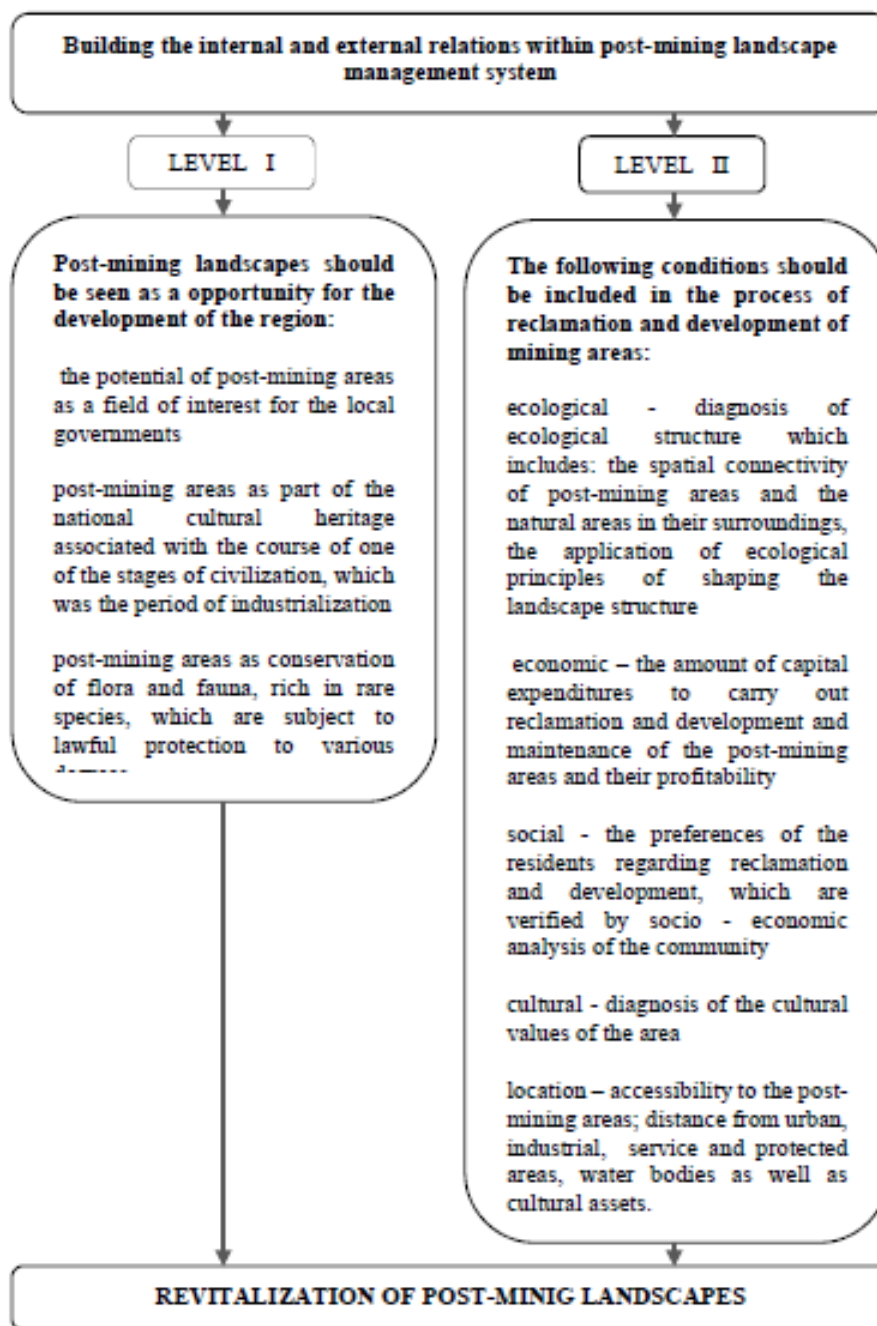 Building the internal and external relations within post-mining landscape
management system
LEVEL I
LEVEL II
Post-mining landscapes should
be seen as a opportunity for the
development of the region:
the potential of post-mining areas
as a field of interest for the local
governments
post-mining areas as part of the
national cultural heritage
associated with the course of one
of the stages of civilization, which
was the period of industrialization
post-mining areas as conservation
of flora and fauna, rich in rare
species, which are subject to
lawful protection to various
The following conditions should
be included in the process of
reclamation and development of
mining areas:
ecological - diagnosis of
ecological structure which
includes: the spatial connectivity
of post-mining areas and the
natural areas in their surroundings,
the application of ecological
principles of shaping the
landscape structure
economic – the amount of capital
expenditures to carry out
reclamation and development and
maintenance of the post-mining
areas and their profitability
social - the preferences of the
residents regarding reclamation
and development, which are
verified by socio - economic
analysis of the community
cultural - diagnosis of the cultural
values of the area
location – accessibility to the post-
mining areas; distance from urban,
industrial, service and protected
areas, water bodies as well as
cultural assets.
REVITALIZATION OF POST-MINIG LANDSCAPES